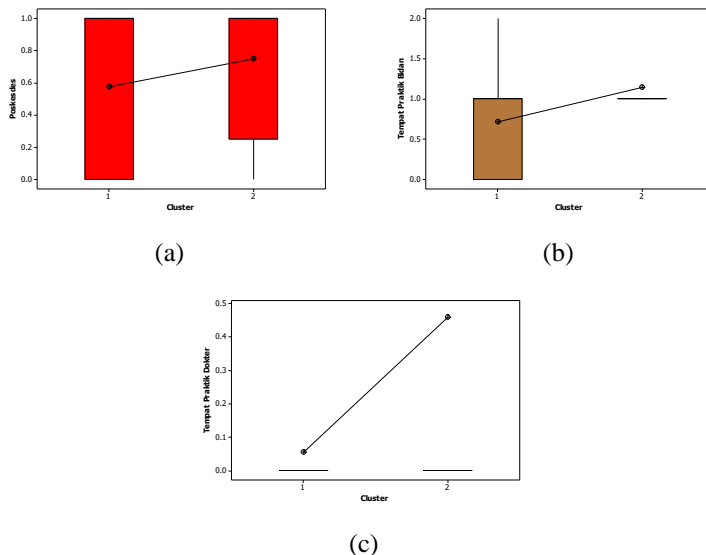 1.0
0.8
0.6
0.4
0.2
0.0
Poskesdes
1
2
Cluster
(a)
2.0
1.5
1.0
0.5
0.0
Tempat Praktik Bidan
1
2
Cluster
(b)
0.5
0.4
0.3
0.2
0.1
0.0
Tempat Praktik Dokter
1
2
Cluster
(c)